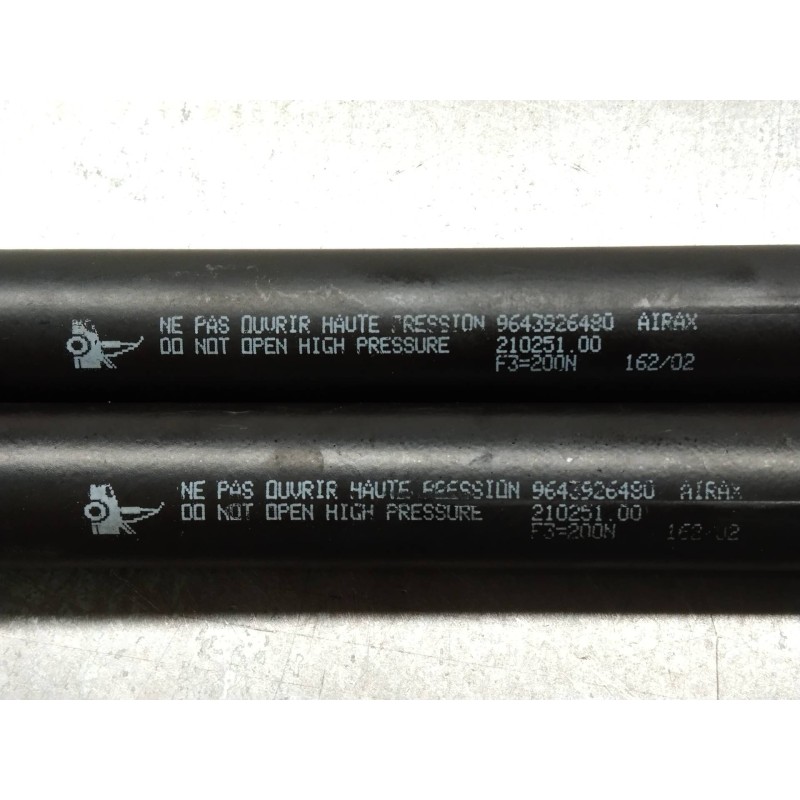 NE PAS OUVRIR HAUTE PRESSION 9643926480 AIRAX
DO NOT OPEN HIGH PRESSURE 210251.00
F3=200N 162/02
NE PAS OUVRIR HAUTE PRESSION 9643926480 AIRAX
DO NOT OPEN HIGH PRESSURE 210251.00
F3=200N 162/02